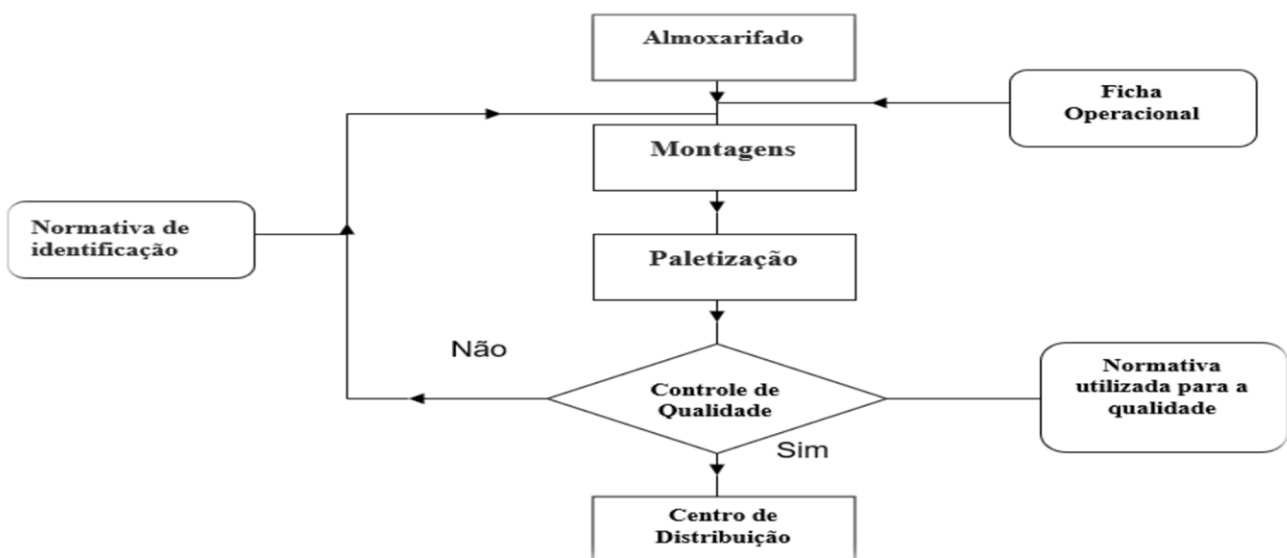 Almoxarifado
Ficha
Operacional
Montagens
Normativa de
identificação
Paletização
Não
Controle de
Qualidade
Normativa
utilizada para a
qualidade
Sim
Centro de
Distribuição